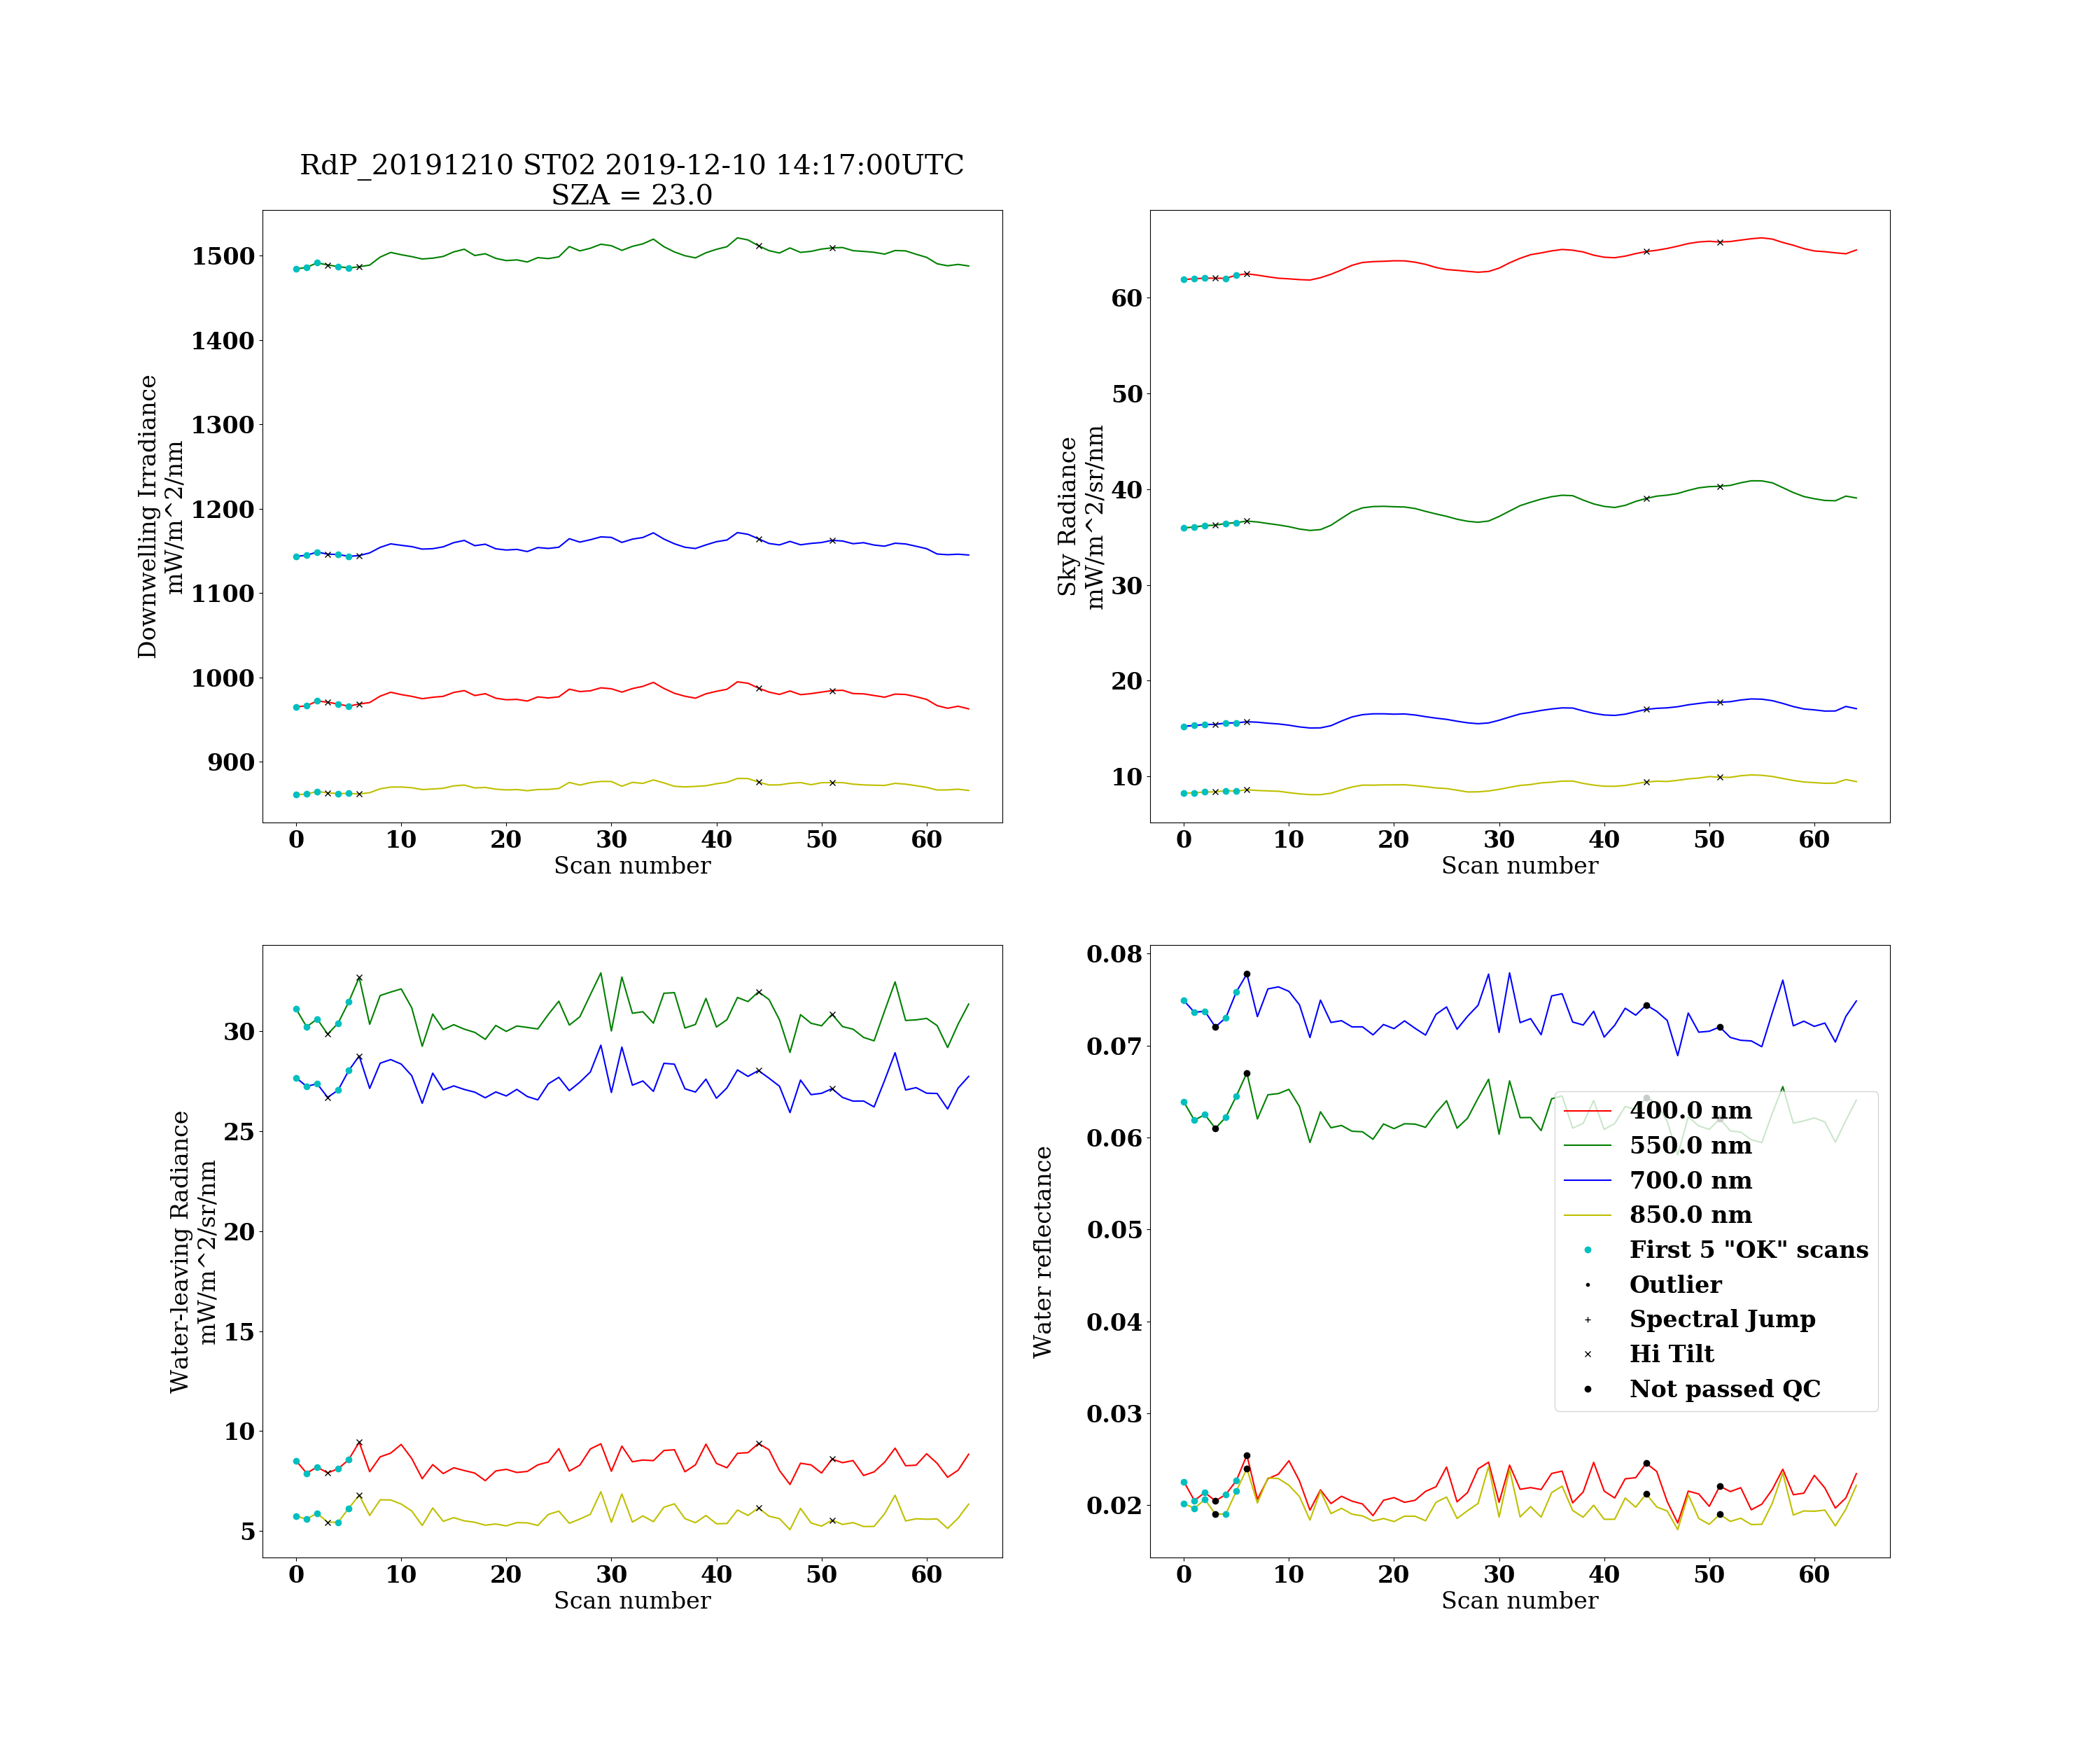 RdP_20191210 ST02 2019-12-10 14:17:00UTC
SZA = 23.0
Downwelling Irradiance
mW/m^2/nm
1500
1400
1300
1200
1100
1000
900
0 10 20 30 40 50 60
Scan number
Sky Radiance
mW/m^2/sr/nm
60
50
40
30
20
10
0 10 20 30 40 50 60
Scan number
Water-leaving Radiance
mW/m^2/sr/nm
30
25
20
15
10
5
0 10 20 30 40 50 60
Scan number
Water reflectance
0.08
0.07
0.06
0.05
0.04
0.03
0.02
0 10 20 30 40 50 60
Scan number
400.0 nm
550.0 nm
700.0 nm
850.0 nm
First 5 "OK" scans
Outlier
Spectral Jump
Hi Tilt
Not passed QC